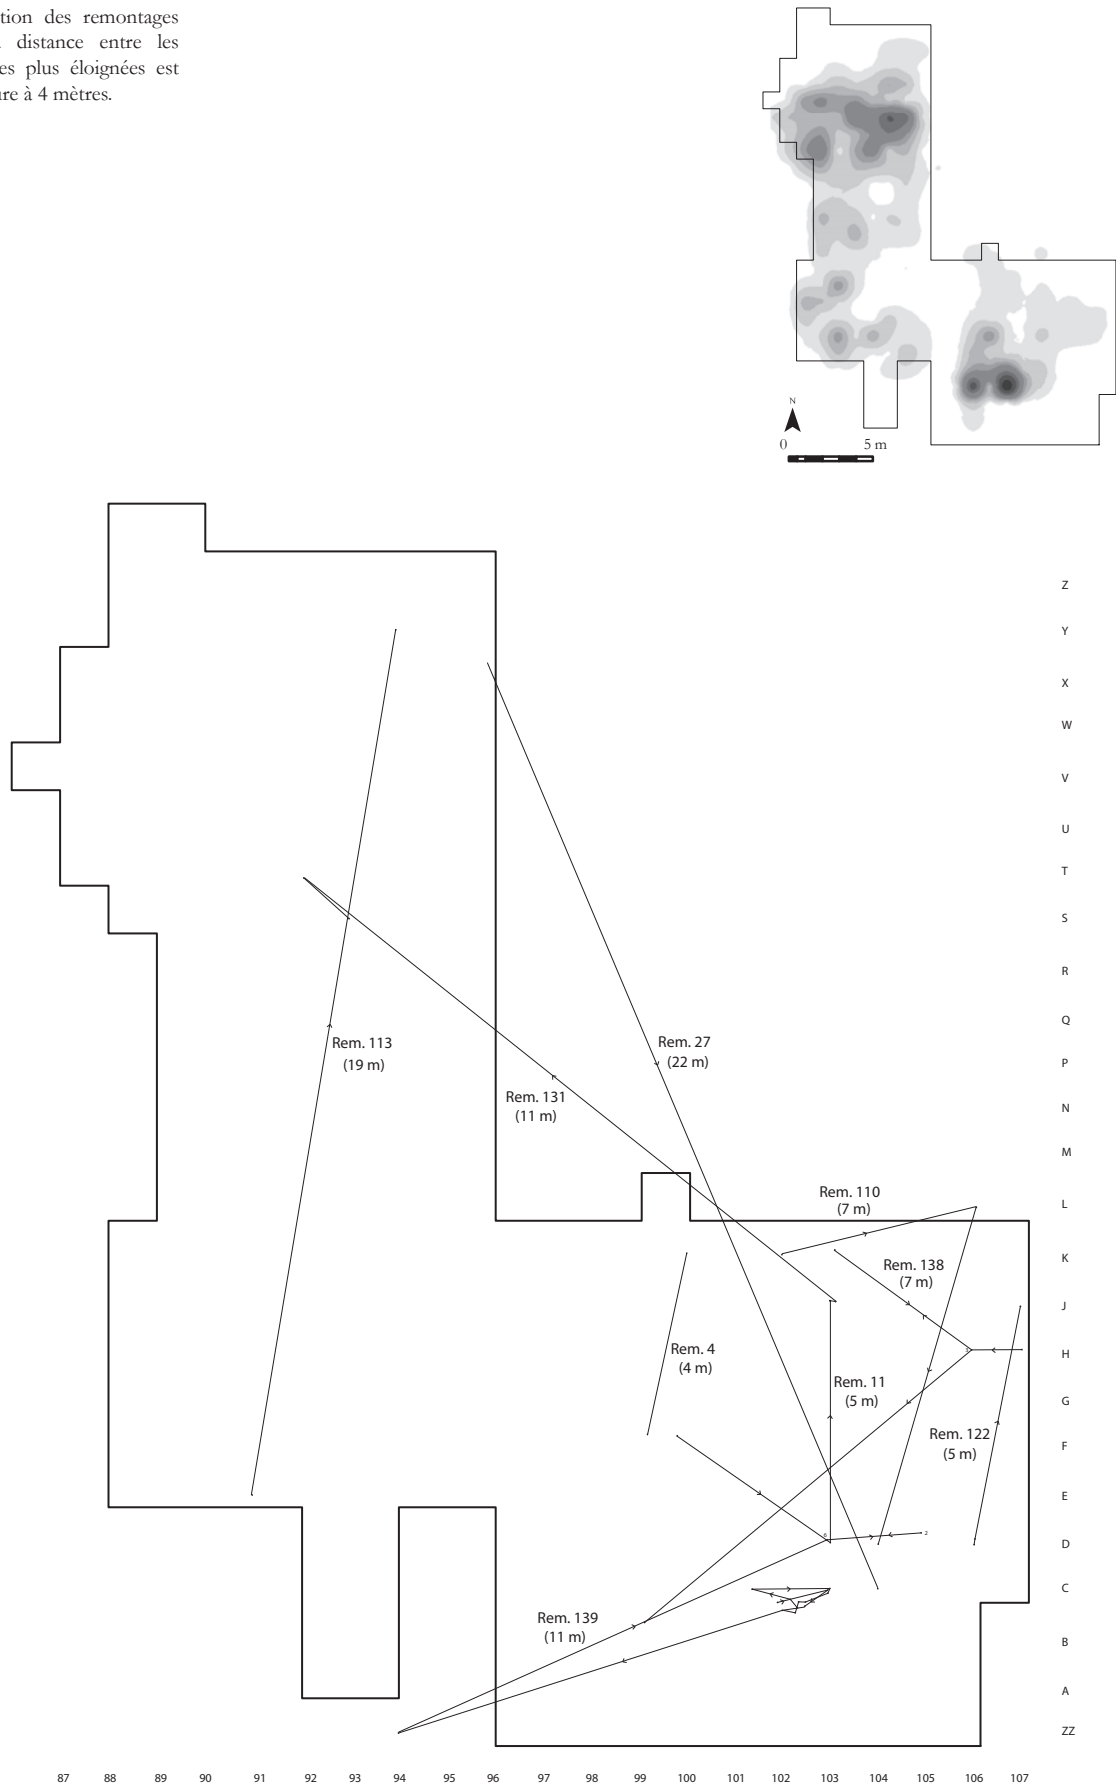 tion des remontages
distance entre les
es plus éloignées est
ure à 4 mètres.
N
0 5 m
Z
Y
X
W
V
U
T
S
R
Q
Rem. 113
(19 m)
Rem. 27
(22 m)
P
Rem. 131
(11 m)
N
M
Rem. 110
(7 m)
L
K
Rem. 138
(7 m)
J
Rem. 4
(4 m)
H
Rem. 11
(5 m)
G
Rem. 122
(5 m)
F
E
6
2
D
C
Rem. 139
(11 m)
B
A
ZZ
87 88 89 90 91 92 93 94 95 96 97 98 99 100 101 102 103 104 105 106 107